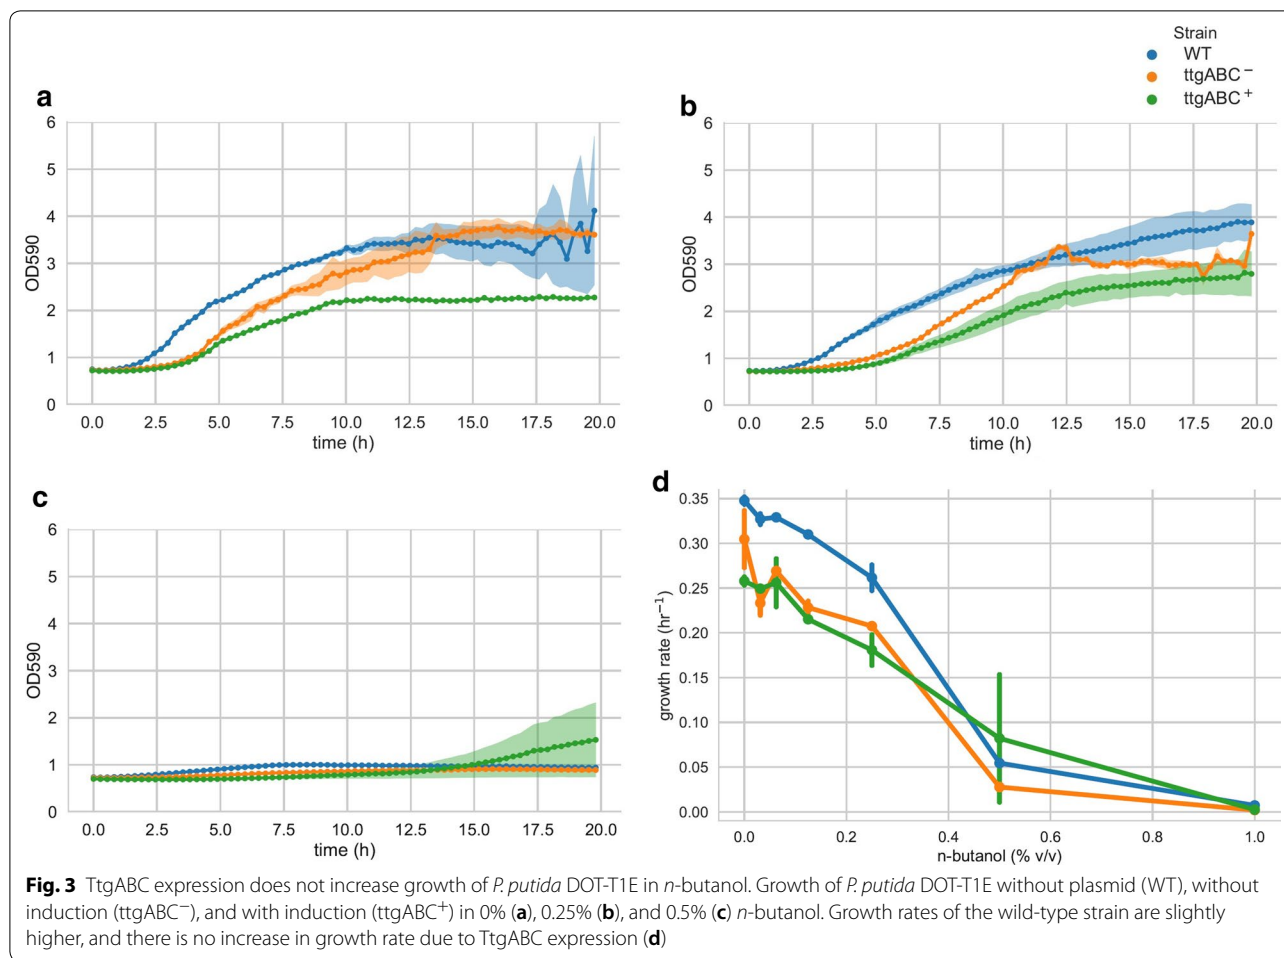 Strain
WT
ttgABC⁻
ttgABC⁺
a
6
5
4
3
2
1
0
OD590
0.0 2.5 5.0 7.5 10.0 12.5 15.0 17.5 20.0
time (h)
b
6
5
4
3
2
1
0
OD590
0.0 2.5 5.0 7.5 10.0 12.5 15.0 17.5 20.0
time (h)
c
6
5
4
3
2
1
0
OD590
0.0 2.5 5.0 7.5 10.0 12.5 15.0 17.5 20.0
time (h)
d
0.35
0.30
0.25
0.20
0.15
0.10
0.05
0.00
growth rate (hr⁻¹)
0.0 0.2 0.4 0.6 0.8 1.0
n-butanol (% v/v)
Fig. 3 TtgABC expression does not increase growth of P. putida DOT-T1E in n-butanol. Growth of P. putida DOT-T1E without plasmid (WT), without
induction (ttgABC⁻), and with induction (ttgABC⁺) in 0% (a), 0.25% (b), and 0.5% (c) n-butanol. Growth rates of the wild-type strain are slightly
higher, and there is no increase in growth rate due to TtgABC expression (d)